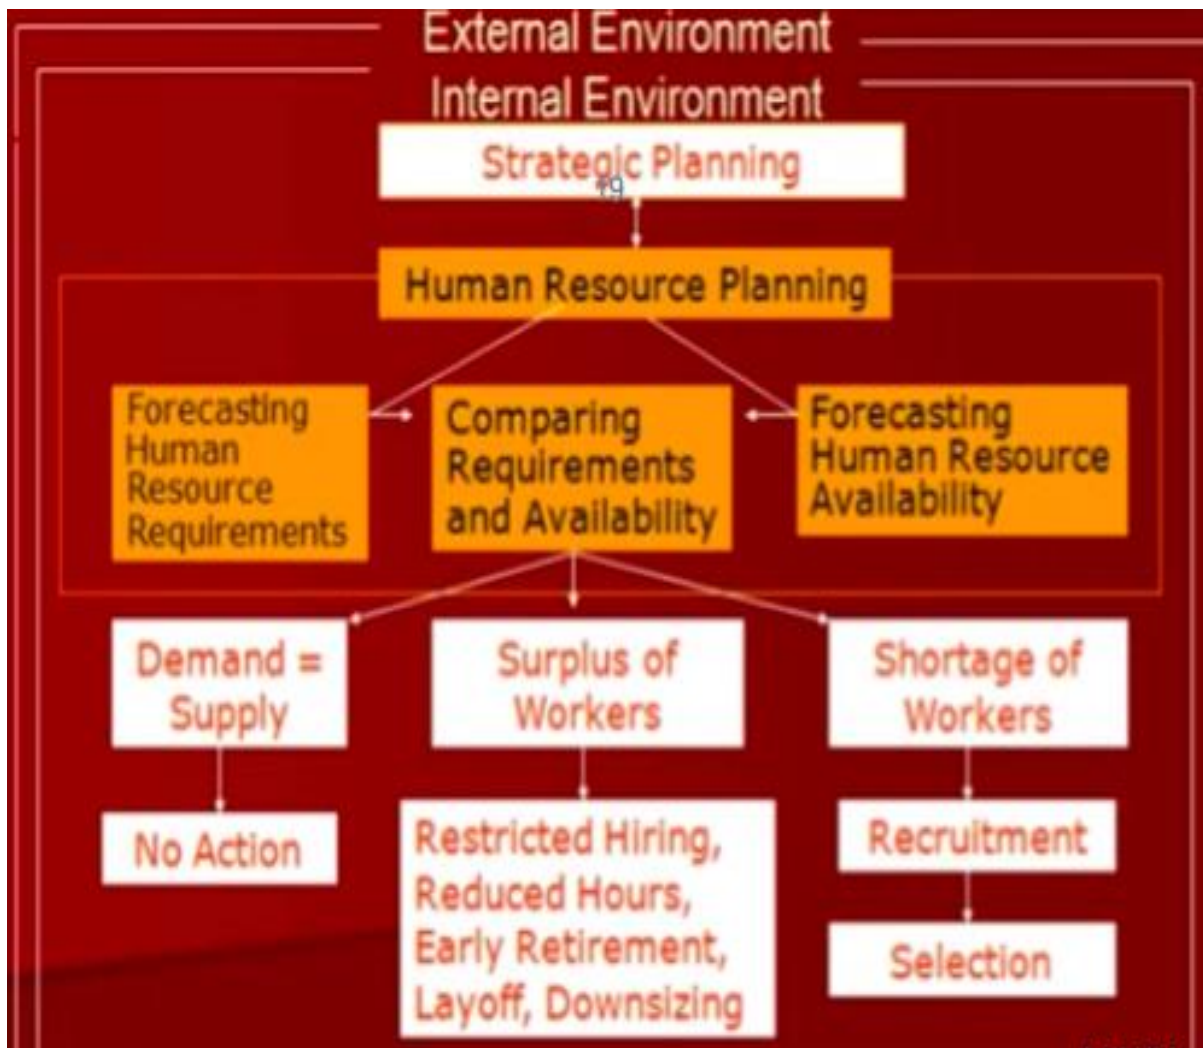 External Environment
Internal Environment
Strategic Planning
19
Human Resource Planning
Forecasting
Human
Resource
Requirements
Comparing
Requirements
and Availability
Forecasting
Human Resource
Availability
Demand =
Supply
Surplus of
Workers
Shortage of
Workers
No Action
Restricted Hiring,
Reduced Hours,
Early Retirement,
Layoff, Downsizing
Recruitment
Selection